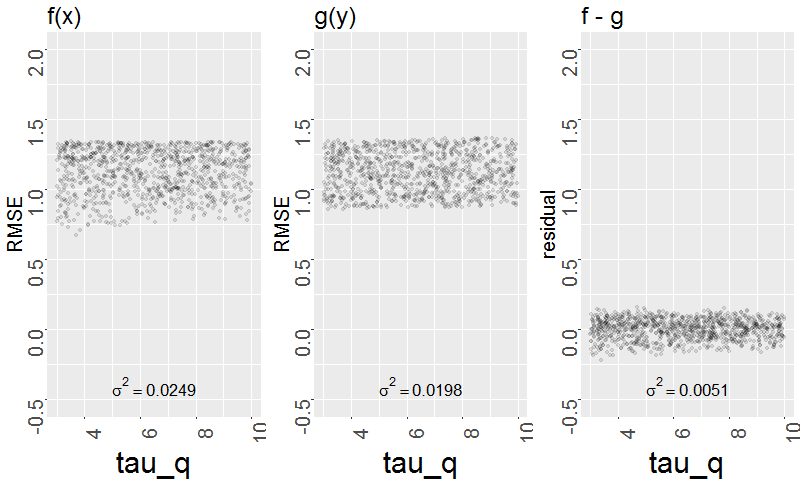 f(x)
RMSE
2.0
1.5
1.0
0.5
0.0
-0.5
σ² = 0.0249
4
6
8
10
tau_q
g(y)
RMSE
2.0
1.5
1.0
0.5
0.0
-0.5
σ² = 0.0198
4
6
8
10
tau_q
f - g
residual
2.0
1.5
1.0
0.5
0.0
-0.5
σ² = 0.0051
4
6
8
10
tau_q